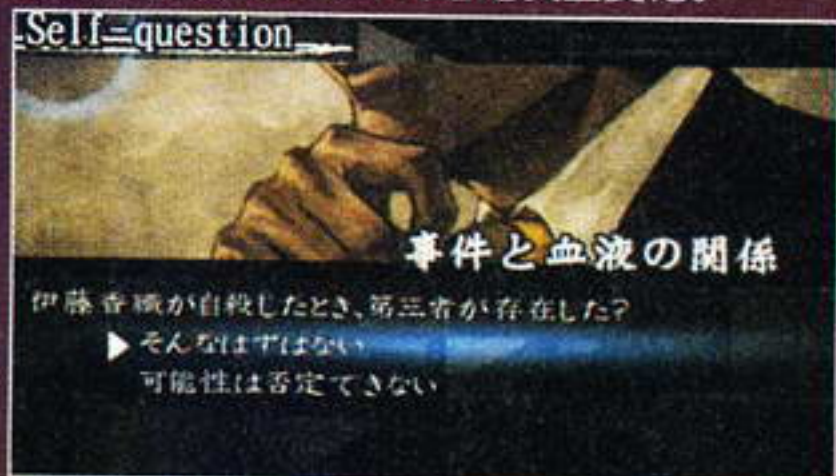 Self-question
事件と血液の関係
伊藤香織が自殺したとき、第三者が存在した?
▶ そんなはずはない
可能性は否定できない